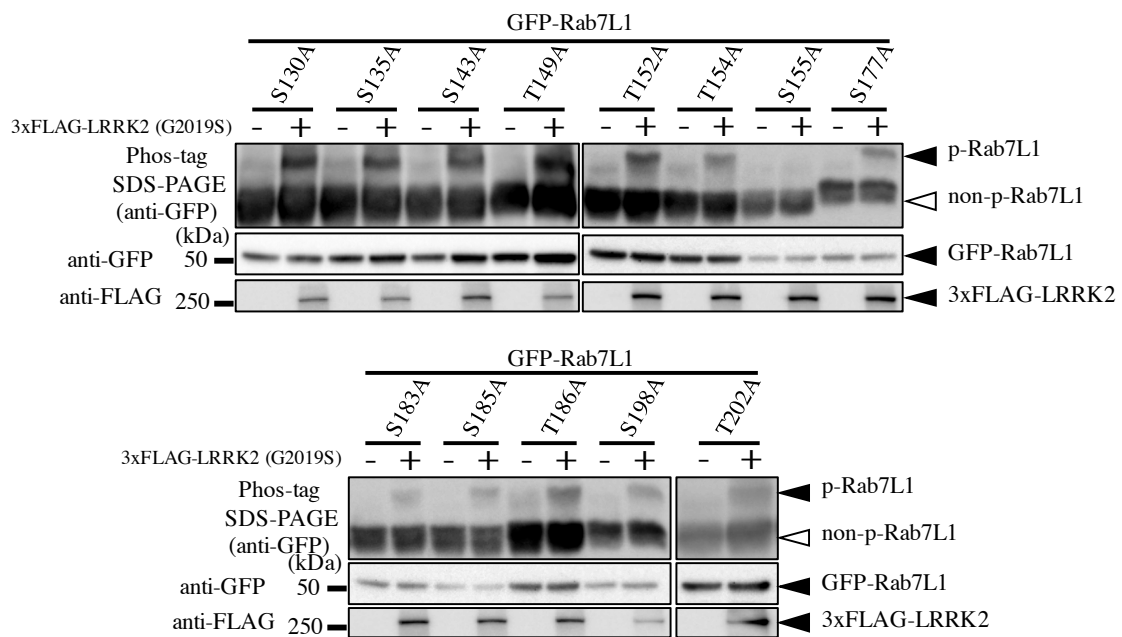 GFP-Rab7L1
S130A S135A S143A T149A T152A T154A S155A S177A
3xFLAG-LRRK2 (G2019S) - + - + - + - + - + - + - + - +
Phos-tag p-Rab7L1
SDS-PAGE
(anti-GFP) non-p-Rab7L1
(kDa)
anti-GFP 50 GFP-Rab7L1
anti-FLAG 250 3xFLAG-LRRK2
GFP-Rab7L1
S183A S185A T186A S198A T202A
3xFLAG-LRRK2 (G2019S) - + - + - + - + - +
Phos-tag p-Rab7L1
SDS-PAGE
(anti-GFP) non-p-Rab7L1
(kDa)
anti-GFP 50 GFP-Rab7L1
anti-FLAG 250 3xFLAG-LRRK2